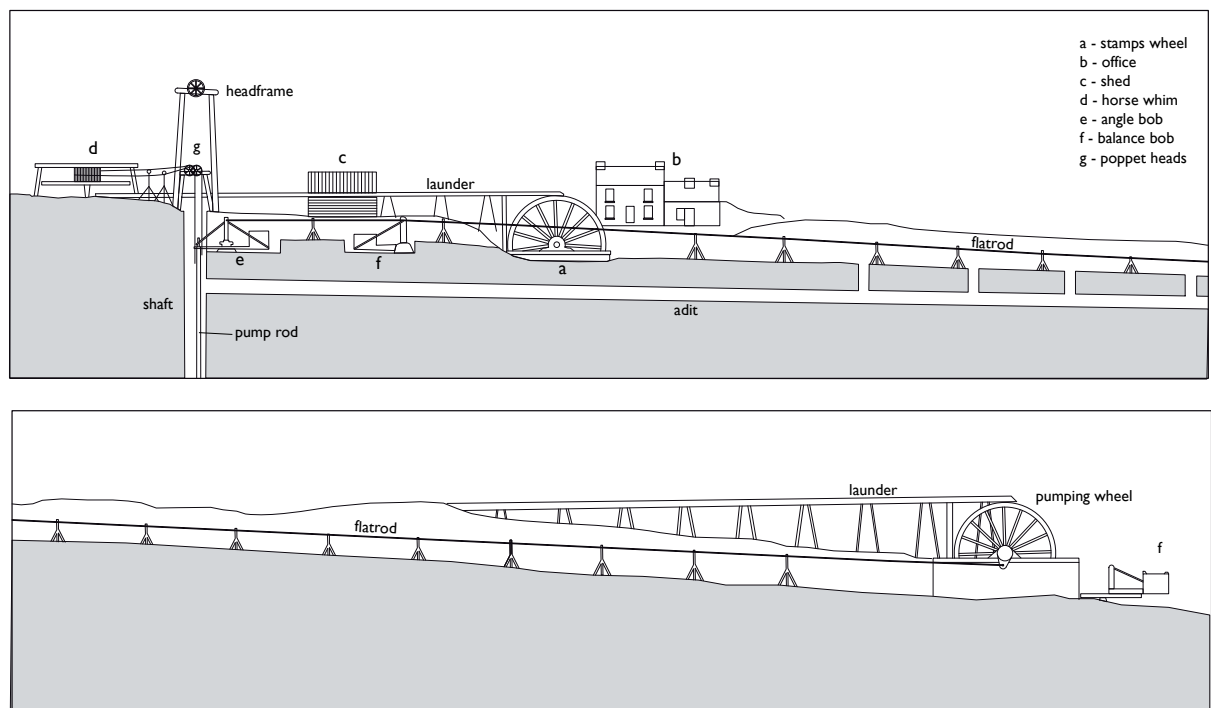 a - stamps wheel
b - office
c - shed
d - horse whim
e - angle bob
f - balance bob
g - poppet heads
headframe
d
g
c
b
launder
flatrod
e
f
a
shaft
adit
pump rod
launder
pumping wheel
flatrod
f